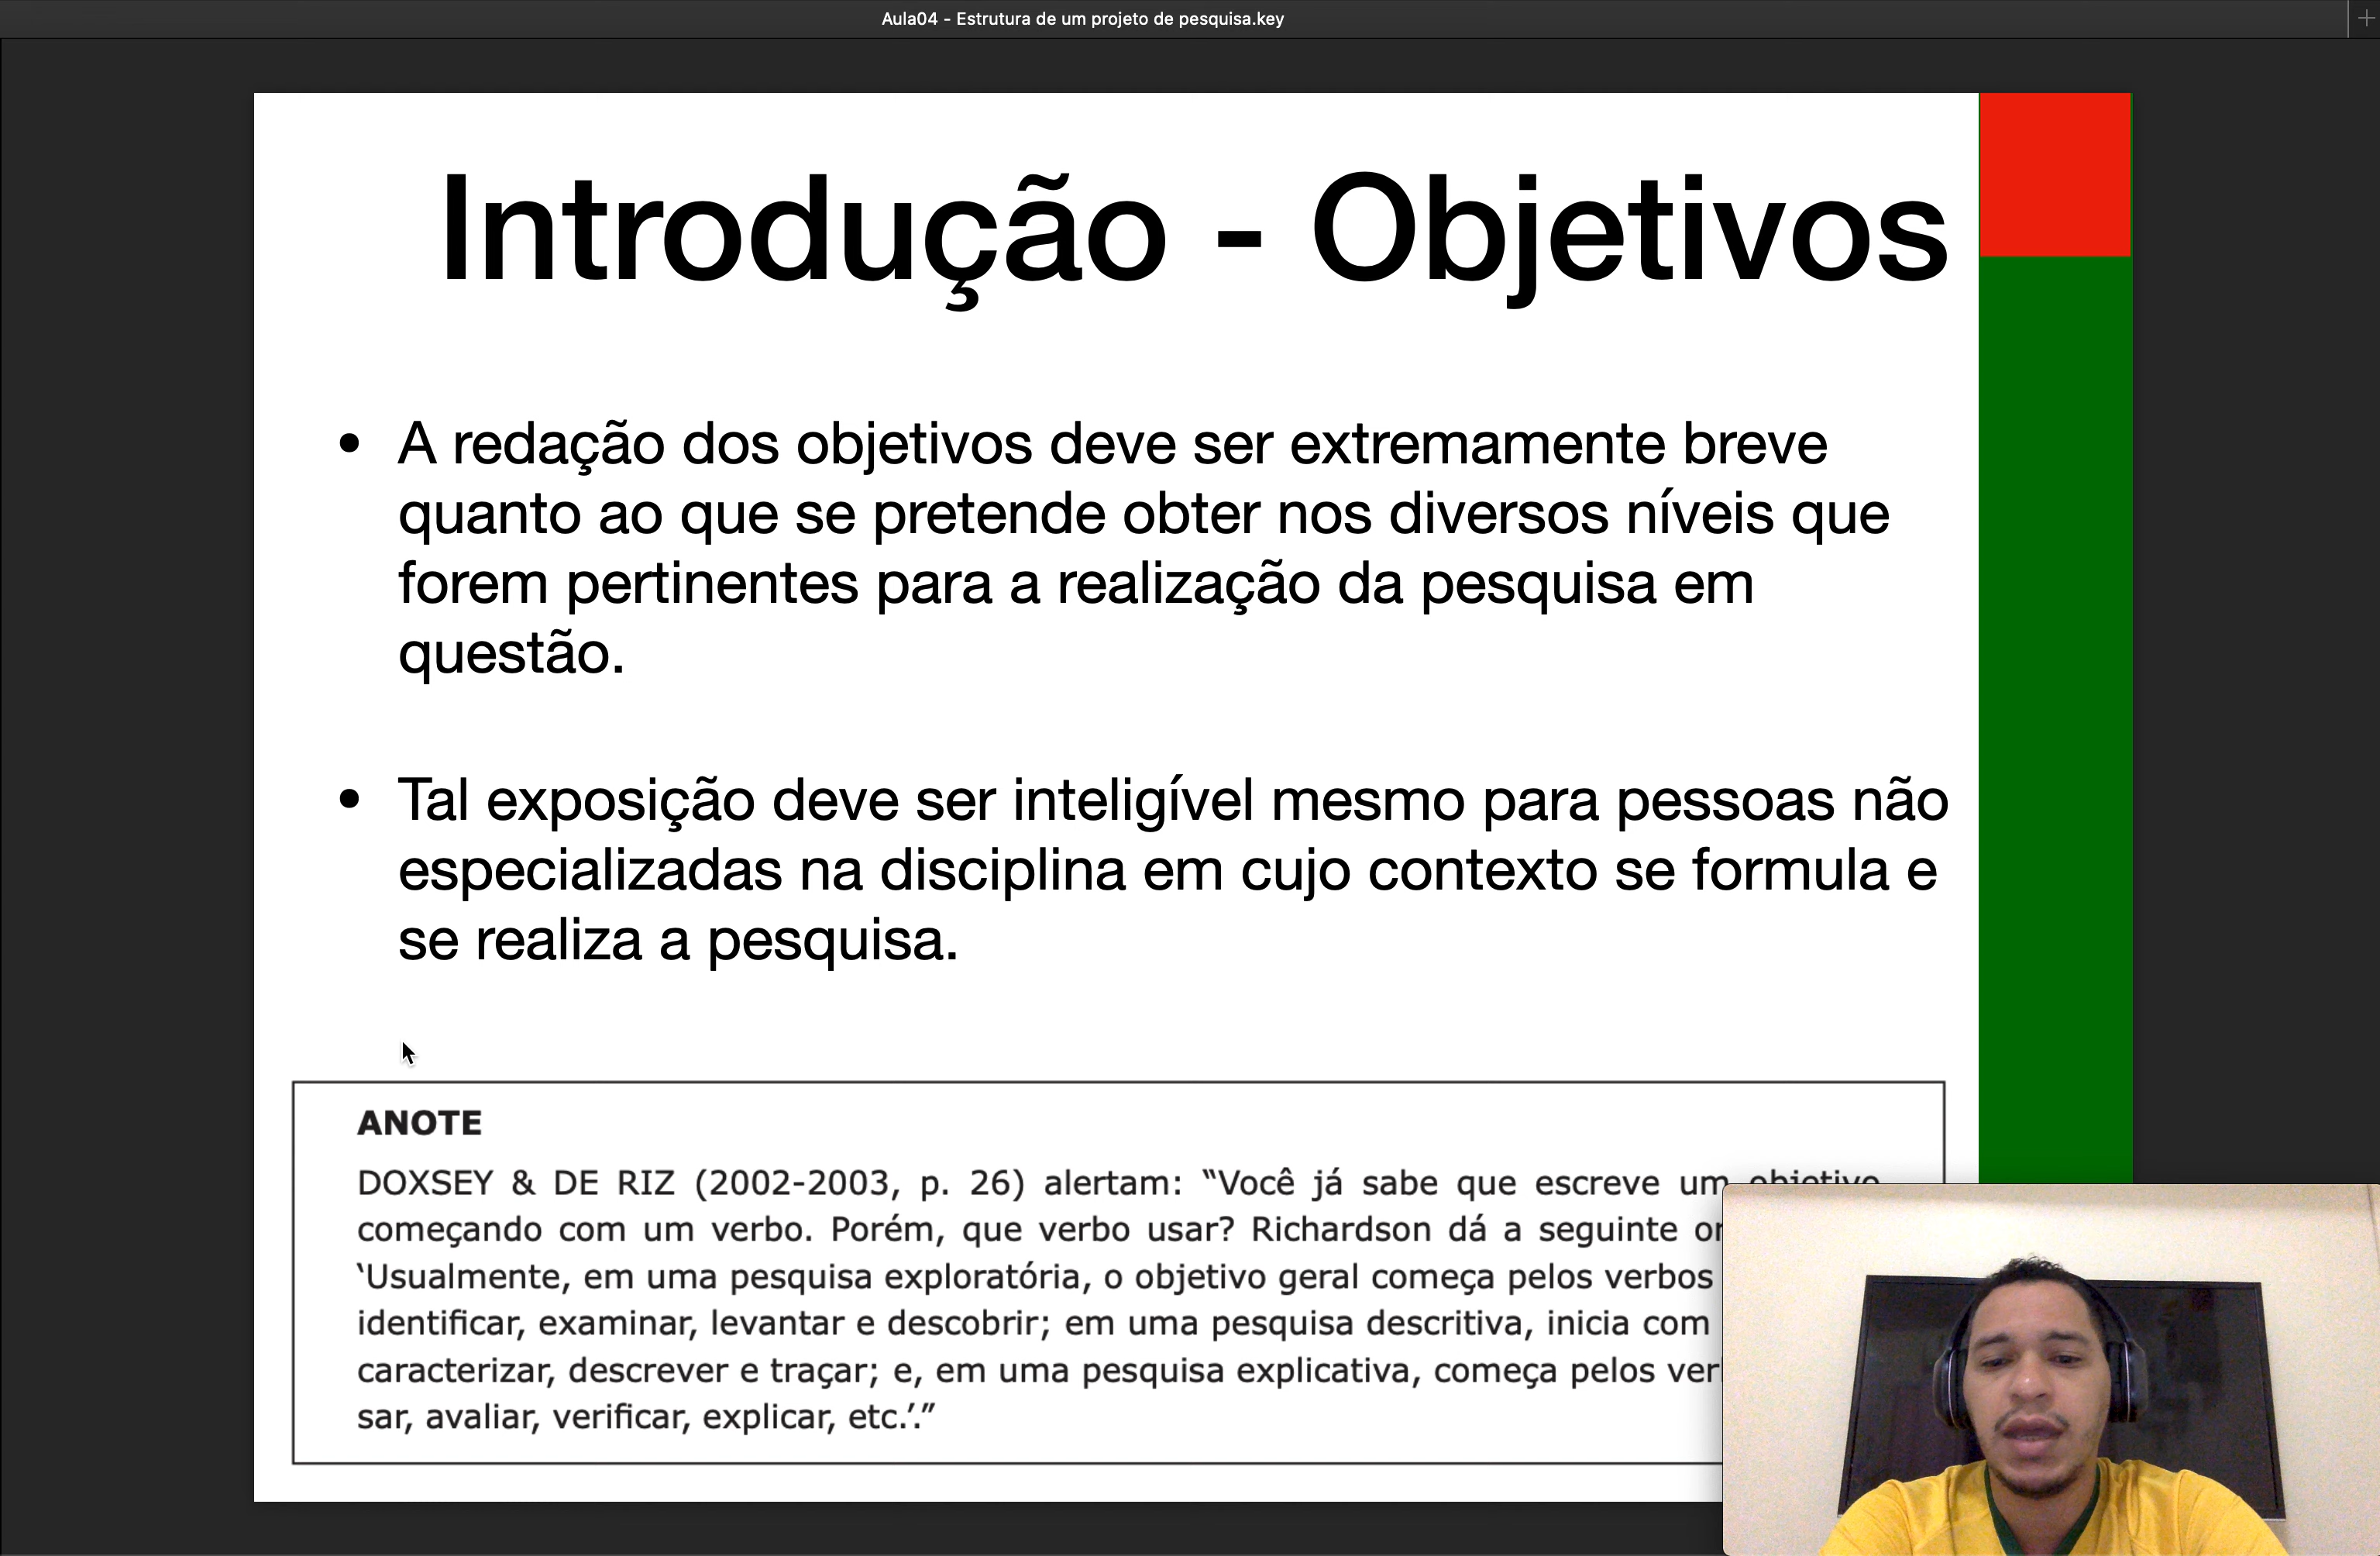 Aula04 - Estrutura de um projeto de pesquisa.key
Introdução - Objetivos
• A redação dos objetivos deve ser extremamente breve
quanto ao que se pretende obter nos diversos níveis que
forem pertinentes para a realização da pesquisa em
questão.
• Tal exposição deve ser inteligível mesmo para pessoas não
especializadas na disciplina em cujo contexto se formula e
se realiza a pesquisa.
ANOTE
DOXSEY & DE RIZ (2002-2003, p. 26) alertam: “Você já sabe que escreve um objetivo
começando com um verbo. Porém, que verbo usar? Richardson dá a seguinte
‘Usualmente, em uma pesquisa exploratória, o objetivo geral começa pelos verbos
identificar, examinar, levantar e descobrir; em uma pesquisa descritiva, inicia com
caracterizar, descrever e traçar; e, em uma pesquisa explicativa, começa pelos
sar, avaliar, verificar, explicar, etc.’.”